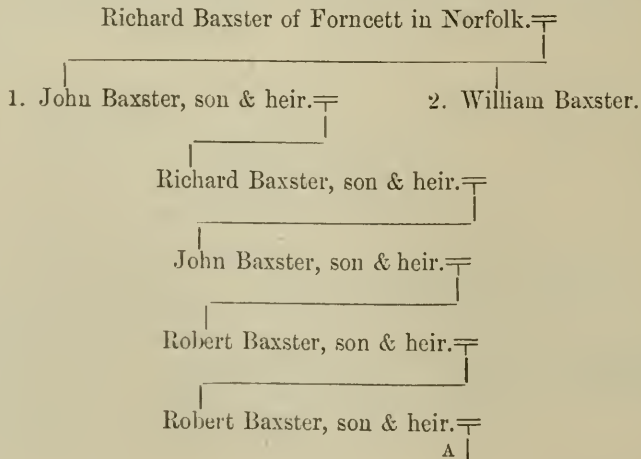 Richard Baxster of Forncett in Norfolk.
1. John Baxster, son & heir. 2. William Baxster.
Richard Baxster, son & heir.
John Baxster, son & heir.
Robert Baxster, son & heir.
Robert Baxster, son & heir.
A